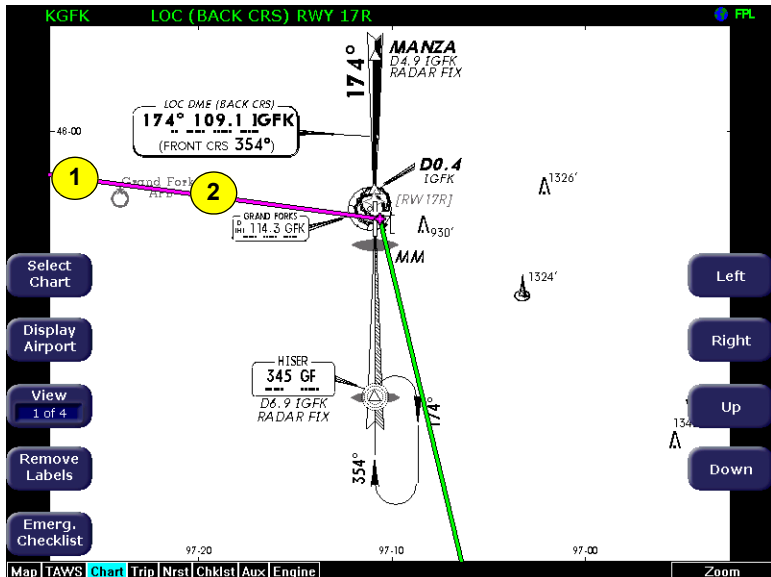 KGFK LOC (BACK CRS) RWY 17R FPL
MANZA
D4.9 IGFK
RADAR FIX
174°
LOC DME (BACK CRS)
174° 109.1 IGFK
(FRONT CRS 354°)
48-00
D0.4
IGFK
[RW17R]
1326'
1
2
Grand Forks
AFB
GRAND FORKS
D
(H) 114.3 GFK
930'
MM
1324'
HISER
345 GF
D6.9 IGFK
RADAR FIX
174°
354°
97-20
97-10
97-00
Select
Chart
Display
Airport
View
1 of 4
Remove
Labels
Emerg.
Checklist
Left
Right
Up
Down
Map TAWS Chart Trip Nrst Chklst Aux Engine Zoom